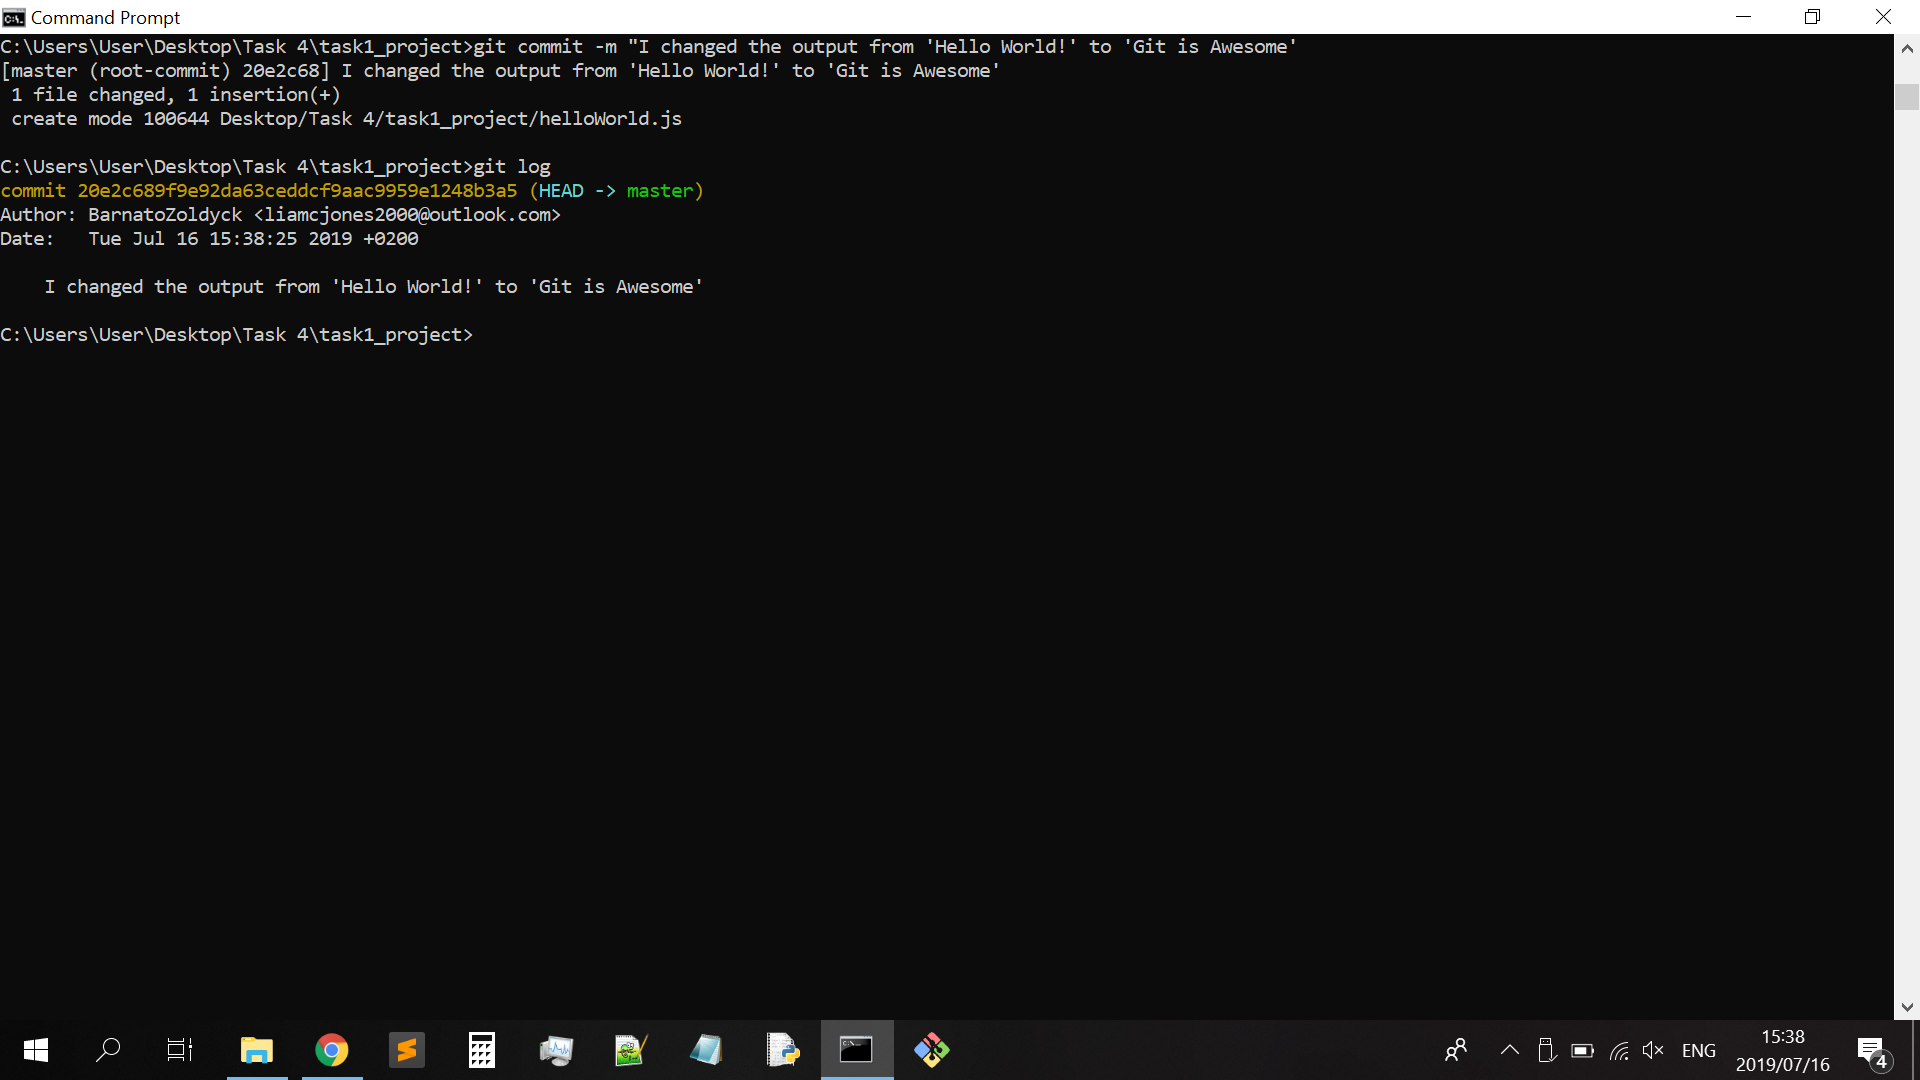 Command Prompt
C:\Users\User\Desktop\Task 4\task1_project>git commit -m "I changed the output from 'Hello World!' to 'Git is Awesome'
[master (root-commit) 20e2c68] I changed the output from 'Hello World!' to 'Git is Awesome'
 1 file changed, 1 insertion(+)
 create mode 100644 Desktop/Task 4/task1_project/helloWorld.js
C:\Users\User\Desktop\Task 4\task1_project>git log
commit 20e2c689f9e92da63ceddcf9aac9959e1248b3a5 (HEAD -> master)
Author: BarnatoZoldyck <liamcjones2000@outlook.com>
Date:   Tue Jul 16 15:38:25 2019 +0200
    I changed the output from 'Hello World!' to 'Git is Awesome'
C:\Users\User\Desktop\Task 4\task1_project>
ENG
15:38
2019/07/16
4